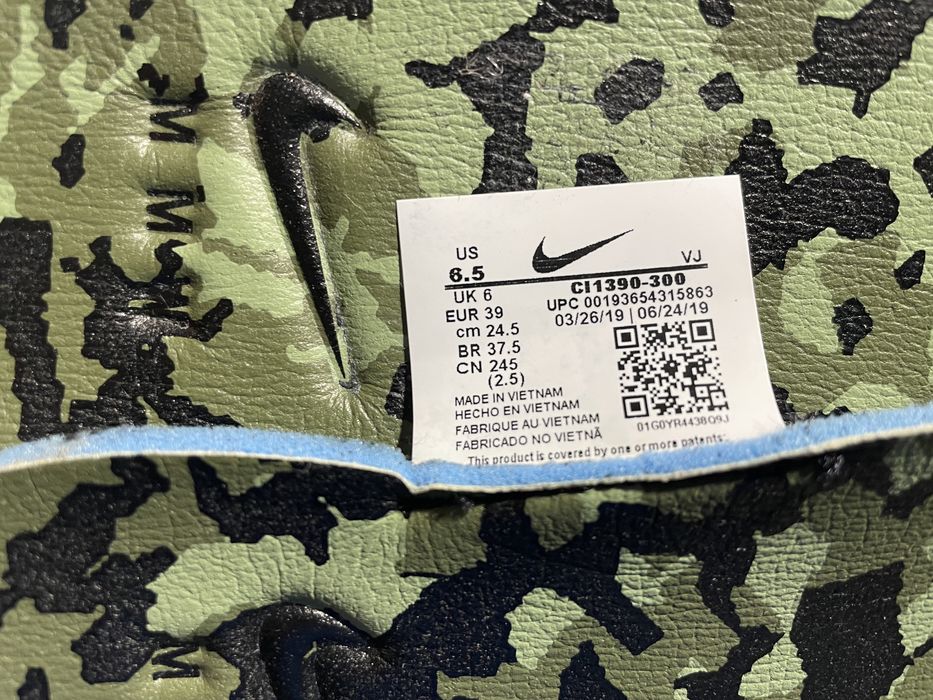 M
M
US
6.5
VJ
CI1390-300
UK 6
UPC 00193654315863
EUR 39
03/26/19 | 06/24/19
cm 24.5
BR 37.5
CN 245
(2.5)
MADE IN VIETNAM
HECHO EN VIETNAM
FABRIQUE AU VIETNAM
FABRICADO NO VIETNÃ
01G0YR4438Q9J
This product is covered by one or more patents:
M